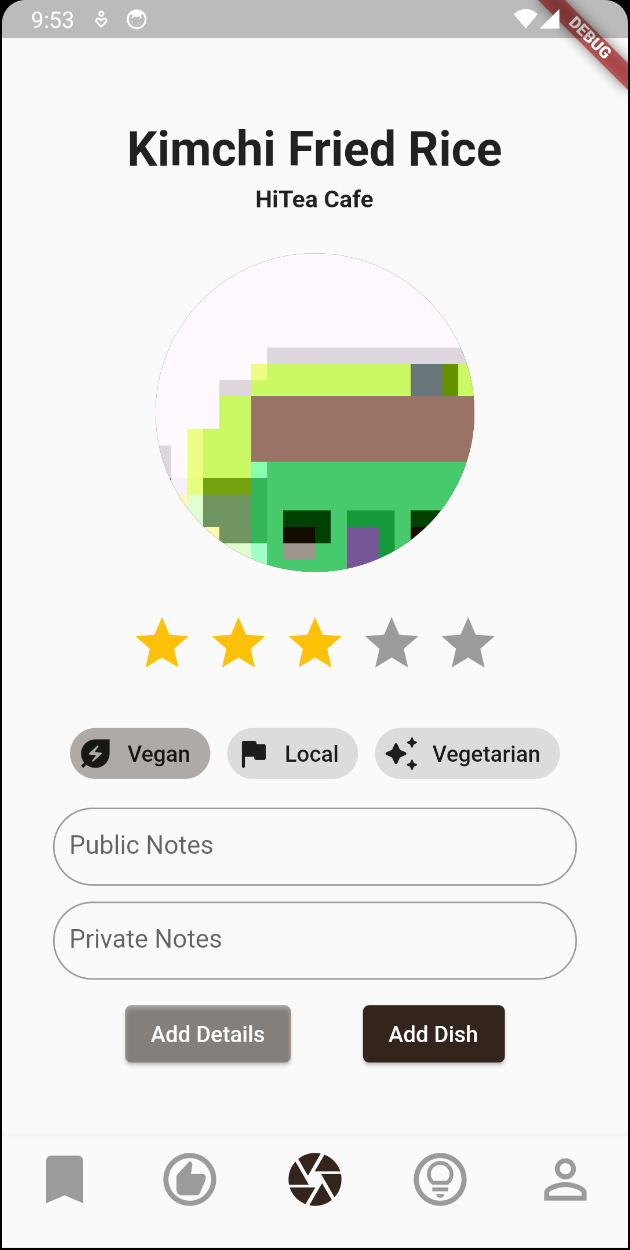 9:53
DEBUG
Kimchi Fried Rice
HiTea Cafe
Vegan Local Vegetarian
Public Notes
Private Notes
Add Details Add Dish